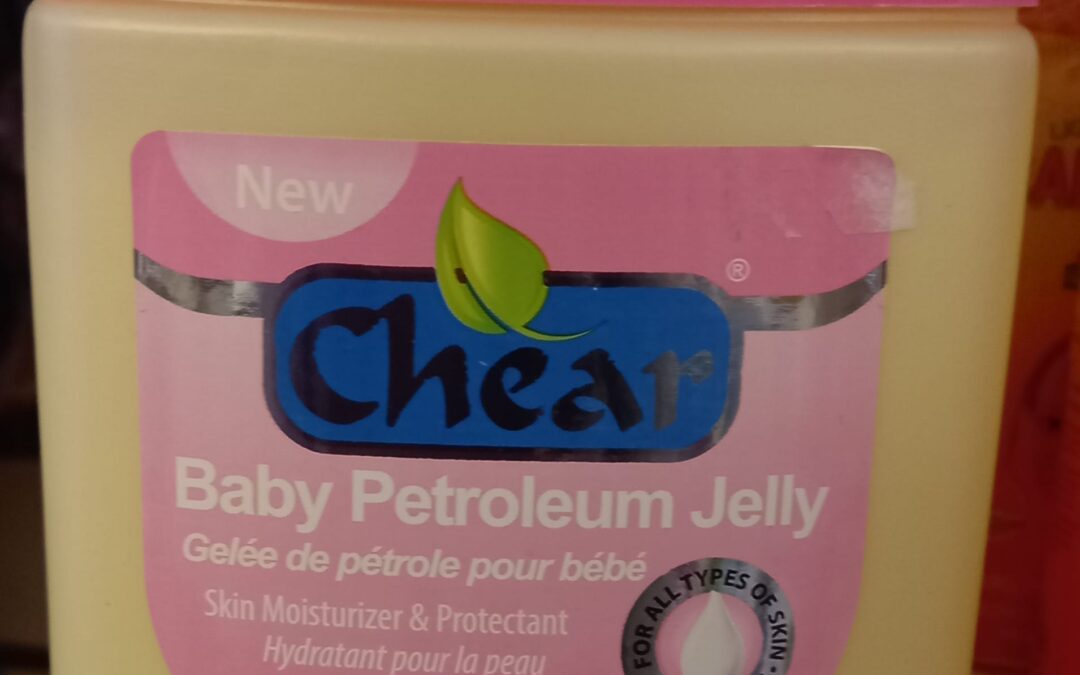 New
Chear
®
Baby Petroleum Jelly
Gelée de pétrole pour bébé
Skin Moisturizer & Protectant
Hydratant pour la peau
FOR ALL TYPES OF SKIN